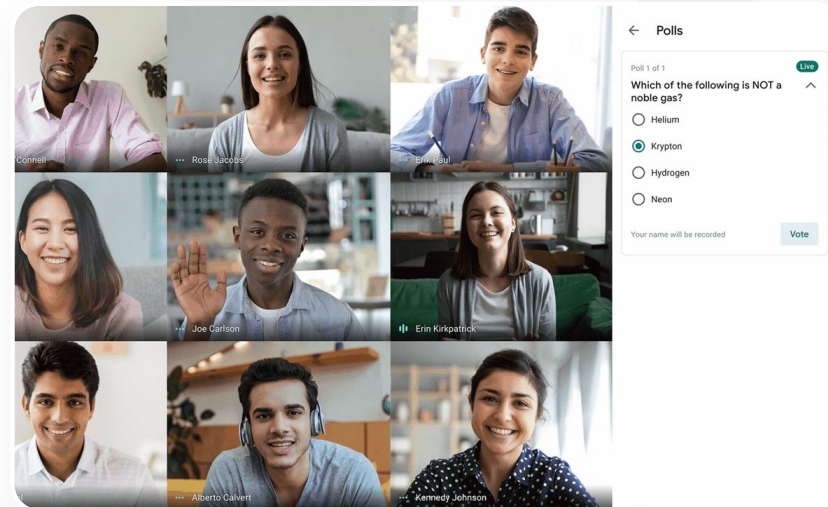 Connell
Rose Jacobs
Erik Paul
Joe Carlson
Erin Kirkpatrick
Alberto Calvert
Kennedy Johnson
Polls
Poll 1 of 1
Live
Which of the following is NOT a
noble gas?
Helium
Krypton
Hydrogen
Neon
Your name will be recorded
Vote